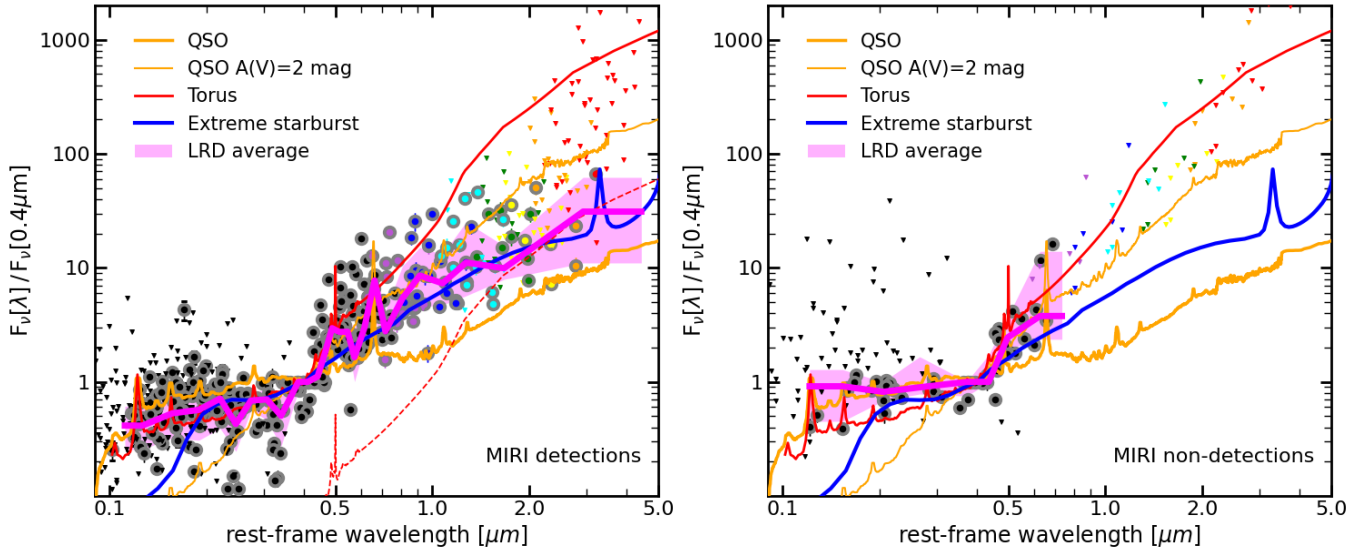 QSO
QSO A(V)=2 mag
Torus
Extreme starburst
LRD average
MIRI detections
1000
100
10
1
0.1
0.5
1.0
2.0
5.0
rest-frame wavelength [μm]
Fν[λ] / Fν[0.4μm]
QSO
QSO A(V)=2 mag
Torus
Extreme starburst
LRD average
MIRI non-detections
1000
100
10
1
0.1
0.5
1.0
2.0
5.0
rest-frame wavelength [μm]
Fν[λ] / Fν[0.4μm]